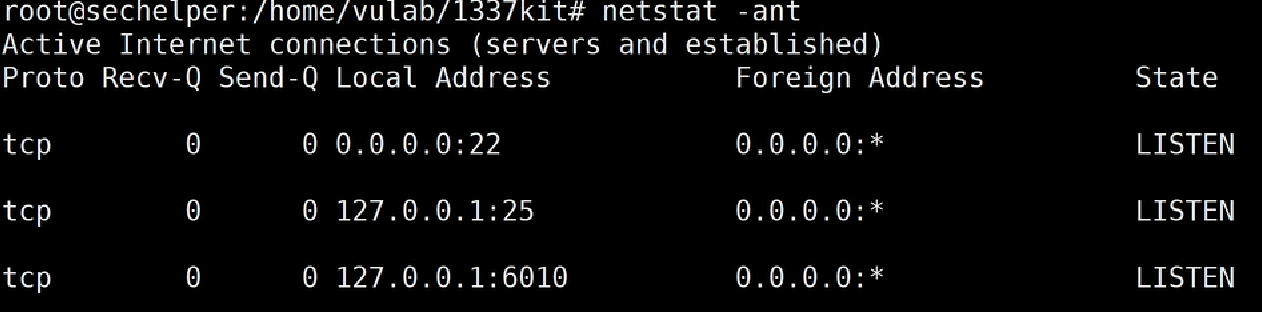 root@sechelper:/home/vulab/1337kit# netstat -ant
Active Internet connections (servers and established)
Proto Recv-Q Send-Q Local Address           Foreign Address         State
tcp        0      0 0.0.0.0:22              0.0.0.0:*               LISTEN
tcp        0      0 127.0.0.1:25            0.0.0.0:*               LISTEN
tcp        0      0 127.0.0.1:6010          0.0.0.0:*               LISTEN